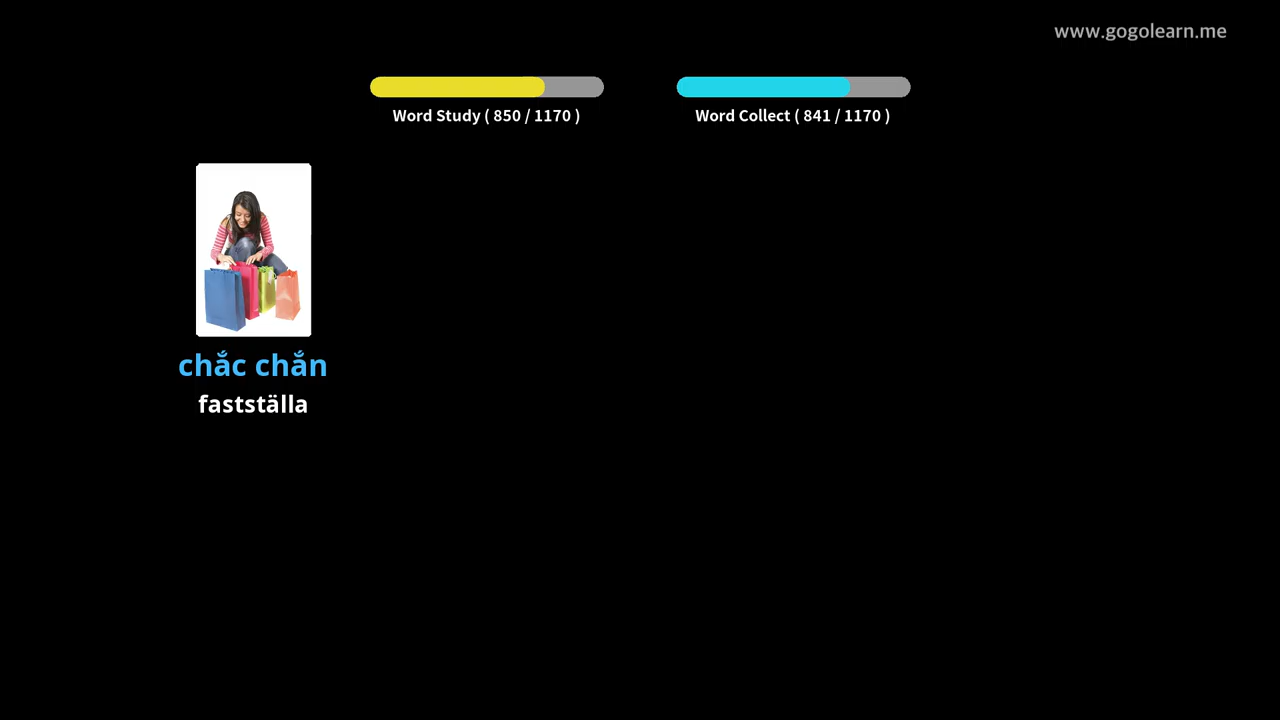 www.gogolearn.me
Word Study ( 850 / 1170 )
Word Collect ( 841 / 1170 )
chắc chắn
fastställa